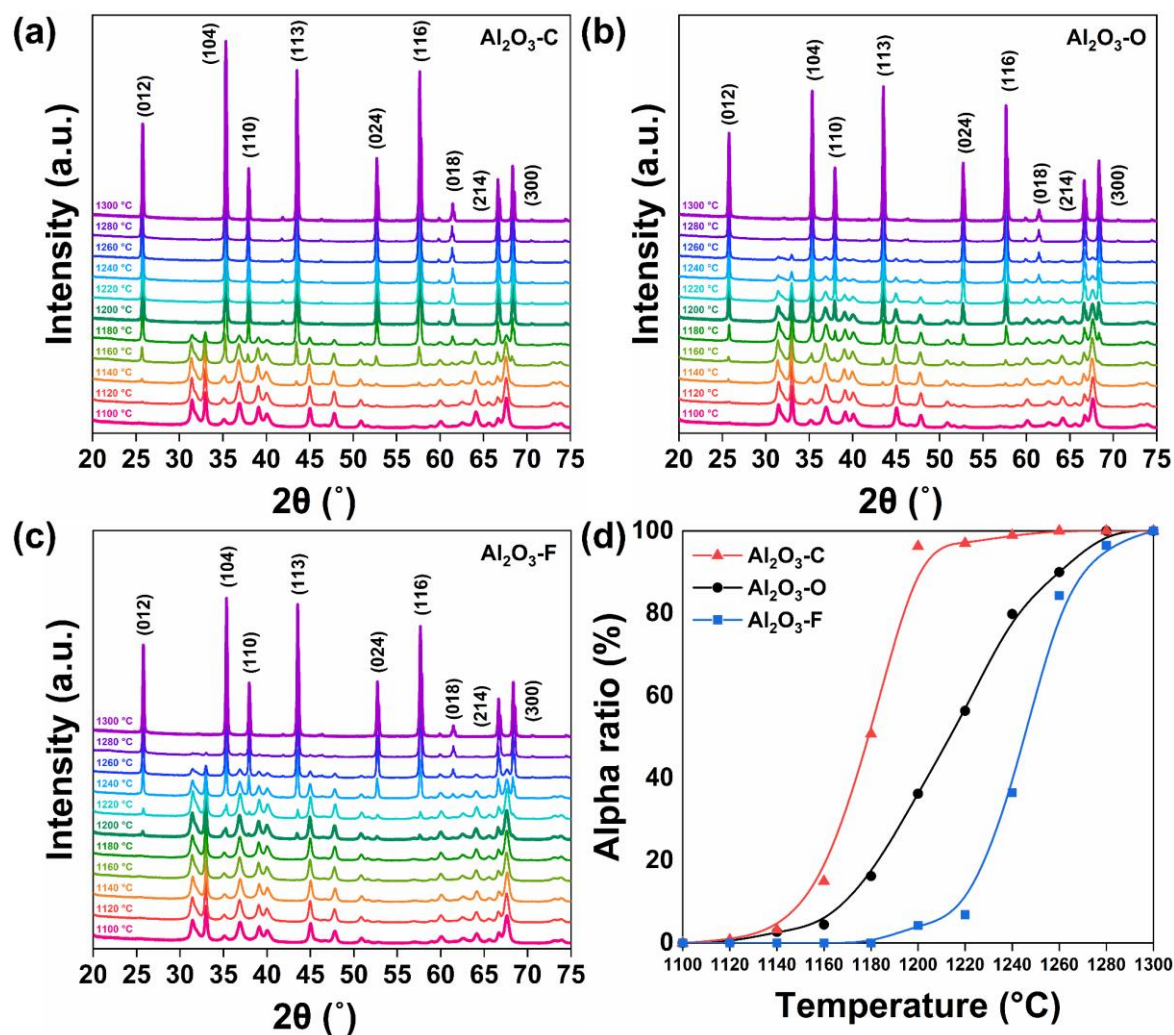 (a)
Al₂O₃-C
(012)
(104)
(110)
(113)
(024)
(116)
(018)
(214)
(300)
1300 °C
1280 °C
1260 °C
1240 °C
1220 °C
1200 °C
1180 °C
1160 °C
1140 °C
1120 °C
1100 °C
Intensity (a.u.)
20 25 30 35 40 45 50 55 60 65 70 75
2θ (°)
(b)
Al₂O₃-O
(012)
(104)
(110)
(113)
(024)
(116)
(018)
(214)
(300)
1300 °C
1280 °C
1260 °C
1240 °C
1220 °C
1200 °C
1180 °C
1160 °C
1140 °C
1120 °C
1100 °C
Intensity (a.u.)
20 25 30 35 40 45 50 55 60 65 70 75
2θ (°)
(c)
Al₂O₃-F
(012)
(104)
(110)
(113)
(024)
(116)
(018)
(214)
(300)
1300 °C
1280 °C
1260 °C
1240 °C
1220 °C
1200 °C
1180 °C
1160 °C
1140 °C
1120 °C
1100 °C
Intensity (a.u.)
20 25 30 35 40 45 50 55 60 65 70 75
2θ (°)
(d)
Al₂O₃-C
Al₂O₃-O
Al₂O₃-F
100
80
60
40
20
0
Alpha ratio (%)
1100 1120 1140 1160 1180 1200 1220 1240 1260 1280 1300
Temperature (°C)